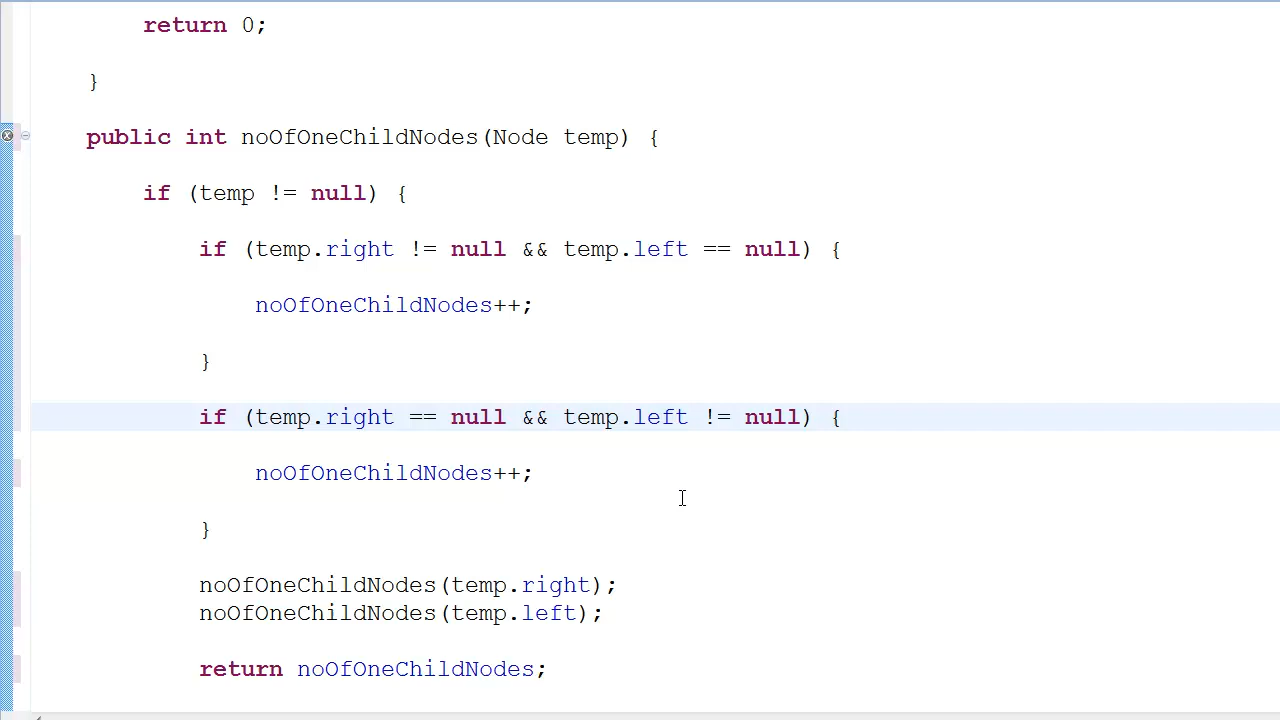 return 0;
}
public int noOfOneChildNodes(Node temp) {
if (temp != null) {
if (temp.right != null && temp.left == null) {
noOfOneChildNodes++;
}
if (temp.right == null && temp.left != null) {
noOfOneChildNodes++;
}
noOfOneChildNodes(temp.right);
noOfOneChildNodes(temp.left);
return noOfOneChildNodes;